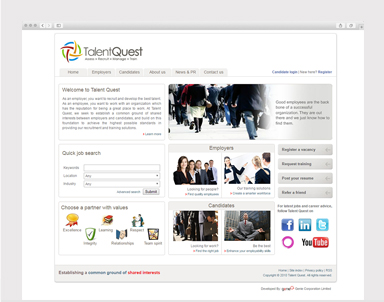 TalentQuest
Assess • Recruit • Manage • Train
Home
Employers
Candidates
About us
News & PR
Contact us
Candidate login | New here? Register
Welcome to Talent Quest
As an employer, you want to recruit and develop the best talent.
As an employee, you want to work with an organization which
has the reputation for being a great place to work. At Talent
Quest, we seek to establish a common ground of shared
interest between employers and candidates, and build on this
foundation to achieve the highest possible standards in
providing our recruitment and training solutions.
Learn more
Good employees are the back
bone of a successful
organization. They are out
there and we just know how to
find them.
Quick job search
Keywords
Location
Any
Industry
Any
Advanced search
Submit
Employers
Looking for awards?
Find quality employees
Our training solutions
Create a smarter workforce
Register a vacancy
Request training
Post your resume
Refer a friend
Choose a partner with values
Excellence
Learning
Respect
Integrity
Relationships
Team spirit
Candidates
Looking for work?
Find the right job
Be the best
Enhance your employability skills
For latest jobs and career advice,
follow Talent Quest on
You Tube
Establishing a common ground of shared interests
Home | Site index | Privacy policy | RSS
Copyright © 2010 Talent Quest. All rights reserved.
Developed By:
Genie Corporation Limited.